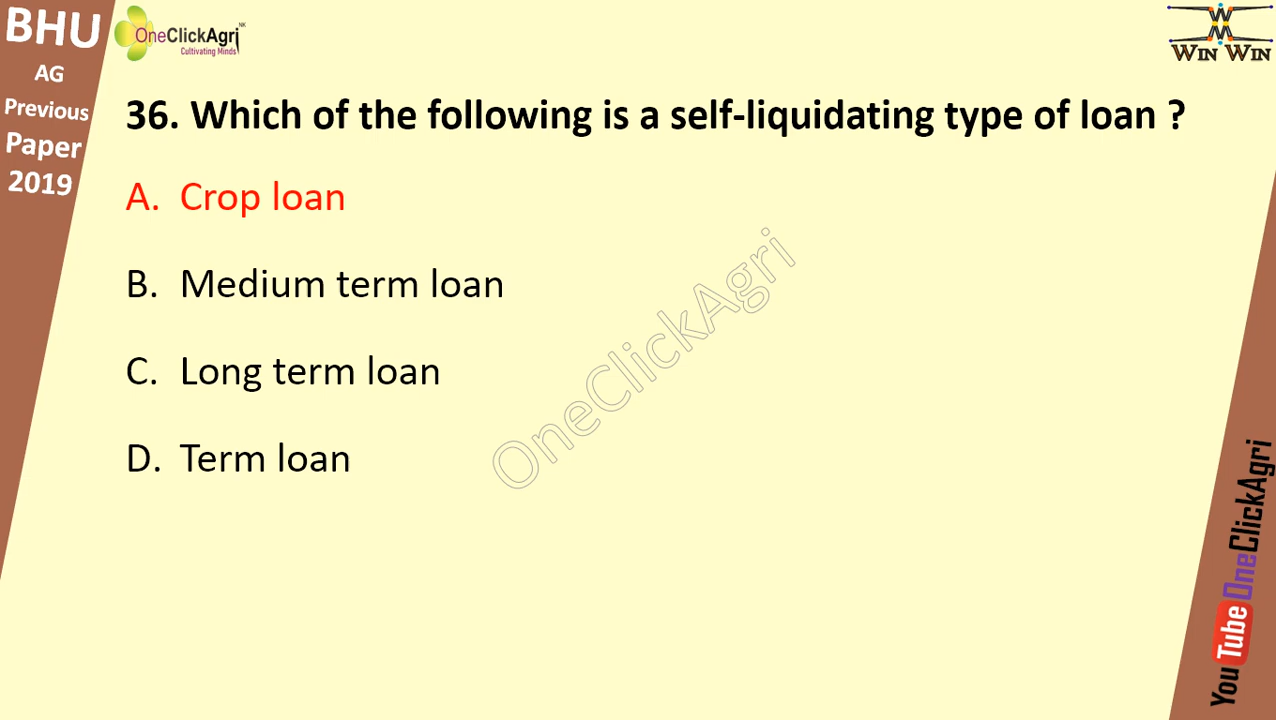 BHU
AG
Previous
Paper
2019
OneClickAgri NK
Cultivating Minds
WIN WIN
36. Which of the following is a self-liquidating type of loan ?
A. Crop loan
B. Medium term loan
C. Long term loan
D. Term loan
OneClickAgri
YouTube OneClickAgri